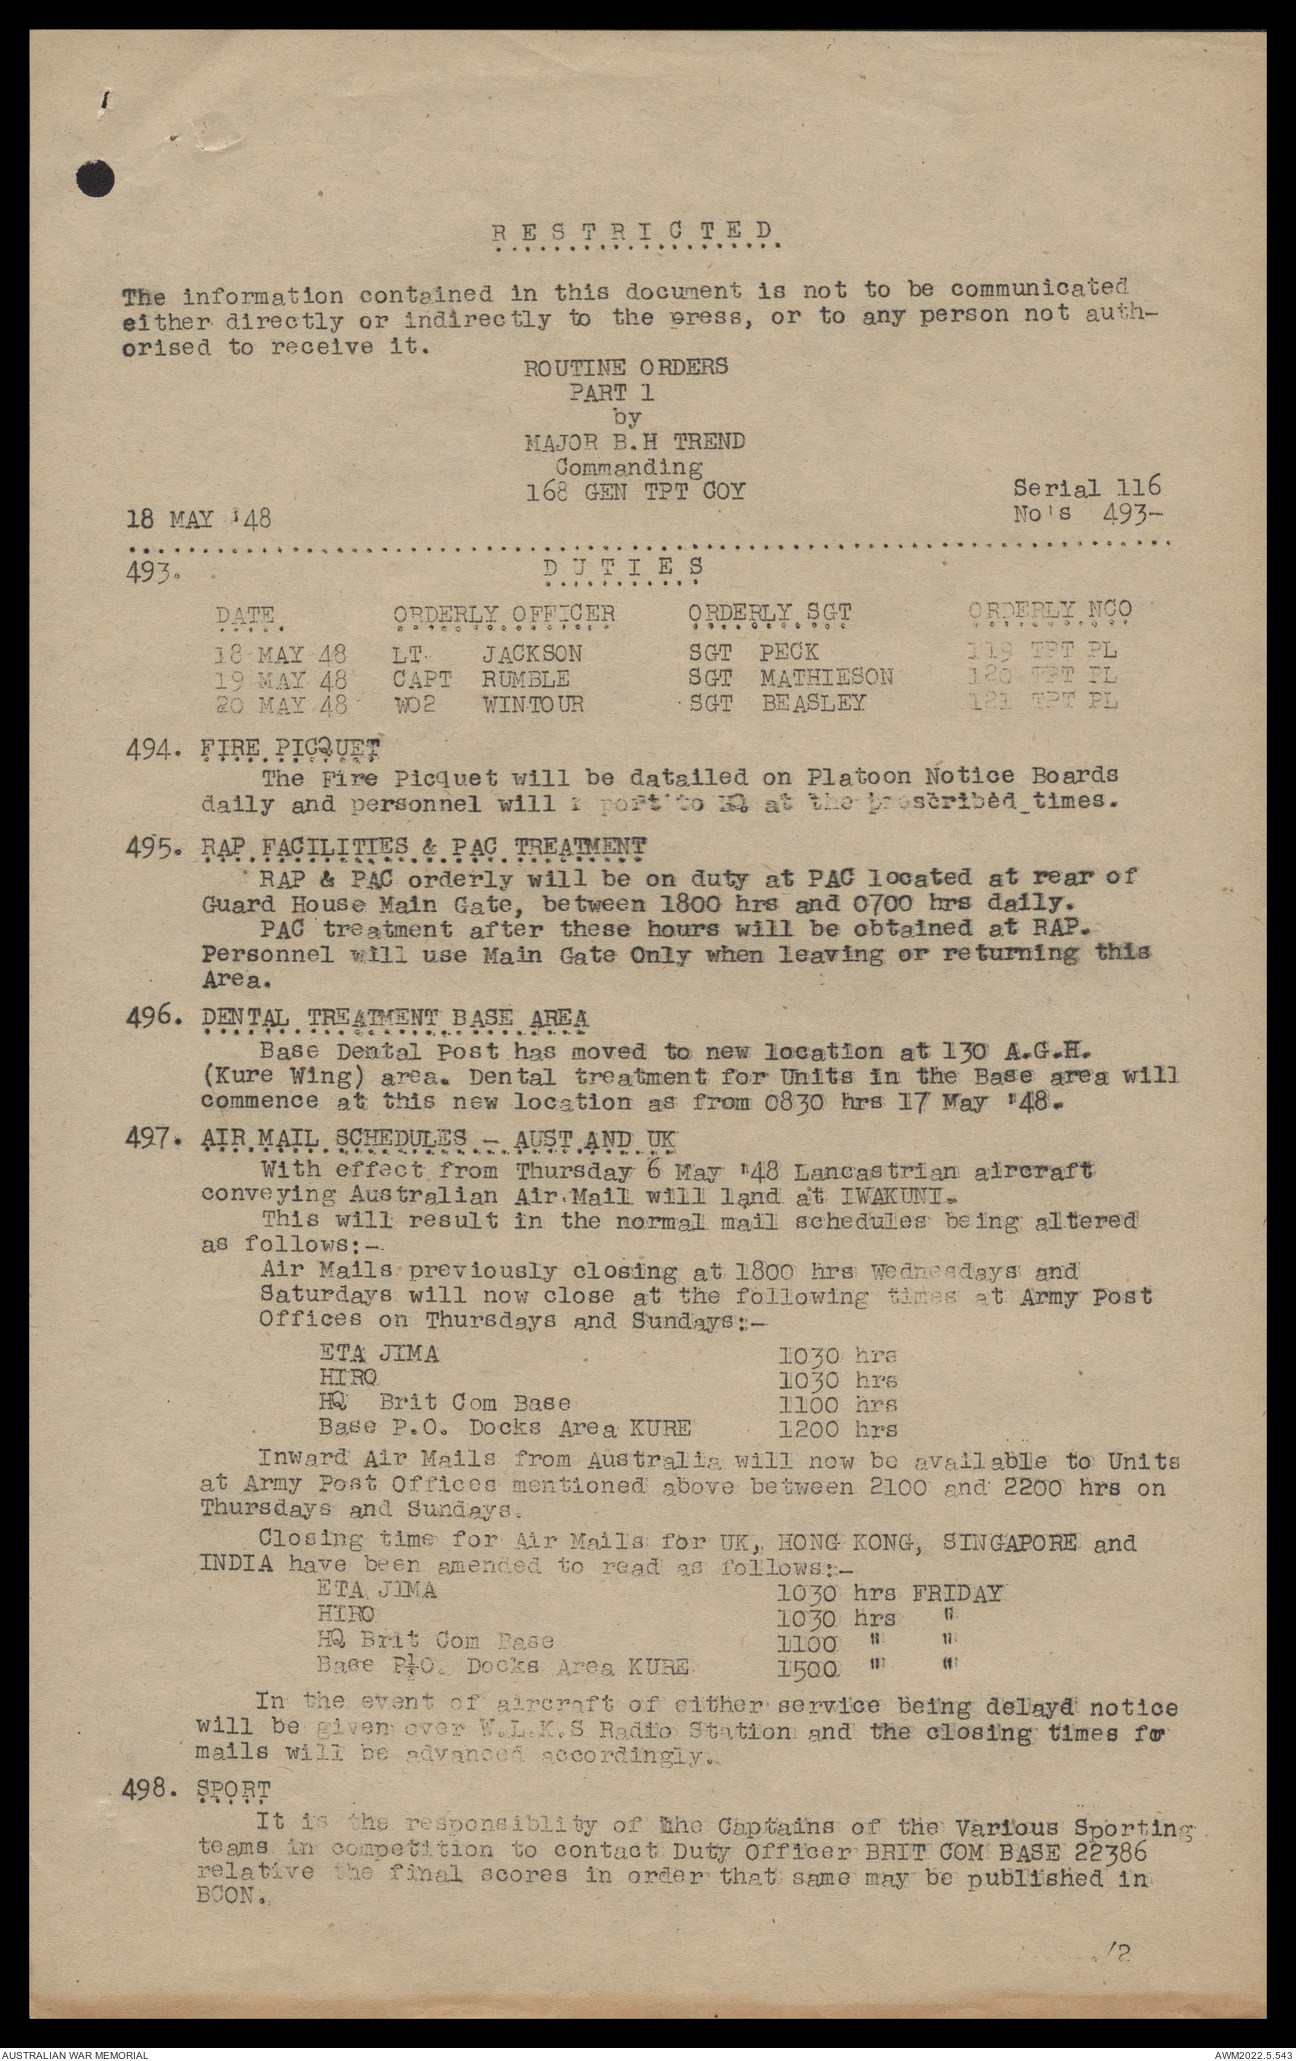 R E S T R I C T E D
The information contained in this document is not to be communicated
either directly or indirectly to the press, or to any person not auth-
orised to receive it.
ROUTINE ORDERS
PART 1
by
MAJOR B.H TREND
Commanding
168 GEN TPT COY
Serial 116
18 MAY '48
No's 493-
493. D U T I E S
DATE ORDERLY OFFICER ORDERLY SGT ORDERLY NCO
18 MAY 48 LT. JACKSON SGT PECK 119 TPT PL
19 MAY 48 CAPT RUMBLE SGT MATHIESON 120 TPT PL
20 MAY 48 WO2 WINTOUR SGT BEASLEY 121 TPT PL
494. FIRE PICQUET
The Fire Picquet will be datailed on Platoon Notice Boards
daily and personnel will report to HQ at the prescribed times.
495. RAP FACILITIES & PAC TREATMENT
RAP & PAC orderly will be on duty at PAC located at rear of
Guard House Main Gate, between 1800 hrs and 0700 hrs daily.
PAC treatment after these hours will be obtained at RAP.
Personnel will use Main Gate Only when leaving or returning this
Area.
496. DENTAL TREATMENT BASE AREA
Base Dental Post has moved to new location at 130 A.G.H.
(Kure Wing) area. Dental treatment for Units in the Base area will
commence at this new location as from 0830 hrs 17 May '48.
497. AIR MAIL SCHEDULES - AUST AND UK
With effect from Thursday 6 May '48 Lancastrian aircraft
conveying Australian Air Mail will land at IWAKUNI.
This will result in the normal mail schedules being altered
as follows:-
Air Mails previously closing at 1800 hrs Wednesdays and
Saturdays will now close at the following times at Army Post
Offices on Thursdays and Sundays:-
ETA JIMA 1030 hrs
HIRO 1030 hrs
HQ Brit Com Base 1100 hrs
Base P.O. Docks Area KURE 1200 hrs
Inward Air Mails from Australia will now be available to Units
at Army Post Offices mentioned above between 2100 and 2200 hrs on
Thursdays and Sundays.
Closing time for Air Mails for UK, HONG KONG, SINGAPORE and
INDIA have been amended to read as follows:-
ETA JIMA 1030 hrs FRIDAY
HIRO 1030 hrs "
HQ Brit Com Base 1100 " "
Base P½O. Docks Area KURE 1500 " "
In the event of aircraft of either service being delayd notice
will be given over W.L.K.S Radio Station and the closing times for
mails will be advanced accordingly.
498. SPORT
It is the responsiblity of the Captains of the Various Sporting
teams in competition to contact Duty Officer BRIT COM BASE 22386
relative the final scores in order that same may be published in
BCON.
./2
AUSTRALIAN WAR MEMORIAL
AWM2022.5.543